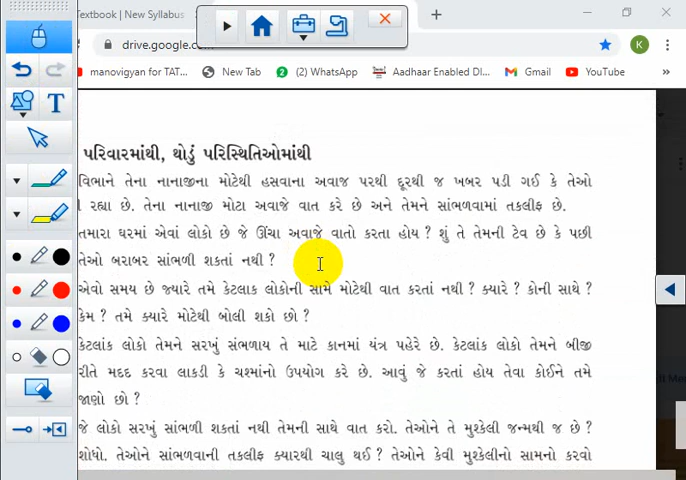 Textbook | New Syllabus
drive.google.co
K
manovigyan for TAT... New Tab (2) WhatsApp Aadhaar Enabled DI... Gmail YouTube »
T
પરિવારમાંથી, થોડું પરિસ્થિતિઓમાંથી
વિભાને તેના નાનાજીના મોટેથી હસવાના અવાજ પરથી દૂરથી જ ખબર પડી ગઈ કે તેઓ
રહ્યા છે. તેના નાનાજી મોટા અવાજે વાત કરે છે અને તેમને સાંભળવામાં તકલીફ છે.
તમારા ઘરમાં એવાં લોકો છે જે ઊંચા અવાજે વાતો કરતા હોય ? શું તે તેમની ટેવ છે કે પછી
તેઓ બરાબર સાંભળી શકતાં નથી ?
એવો સમય છે જ્યારે તમે કેટલાક લોકોની સામે મોટેથી વાત કરતાં નથી ? ક્યારે ? કોની સાથે ?
કેમ ? તમે ક્યારે મોટેથી બોલી શકો છો ?
કેટલાંક લોકો તેમને સરખું સંભળાય તે માટે કાનમાં યંત્ર પહેરે છે. કેટલાંક લોકો તેમને બીજી
રીતે મદદ કરવા લાકડી કે ચશ્માંનો ઉપયોગ કરે છે. આવું જે કરતાં હોય તેવા કોઈને તમે
જાણો છો ?
જે લોકો સરખું સાંભળી શકતાં નથી તેમની સાથે વાત કરો. તેઓને તે મુશ્કેલી જન્મથી જ છે ?
શોધો. તેઓને સાંભળવાની તકલીફ ક્યારથી ચાલુ થઈ ? તેઓને કેવી મુશ્કેલીનો સામનો કરવો